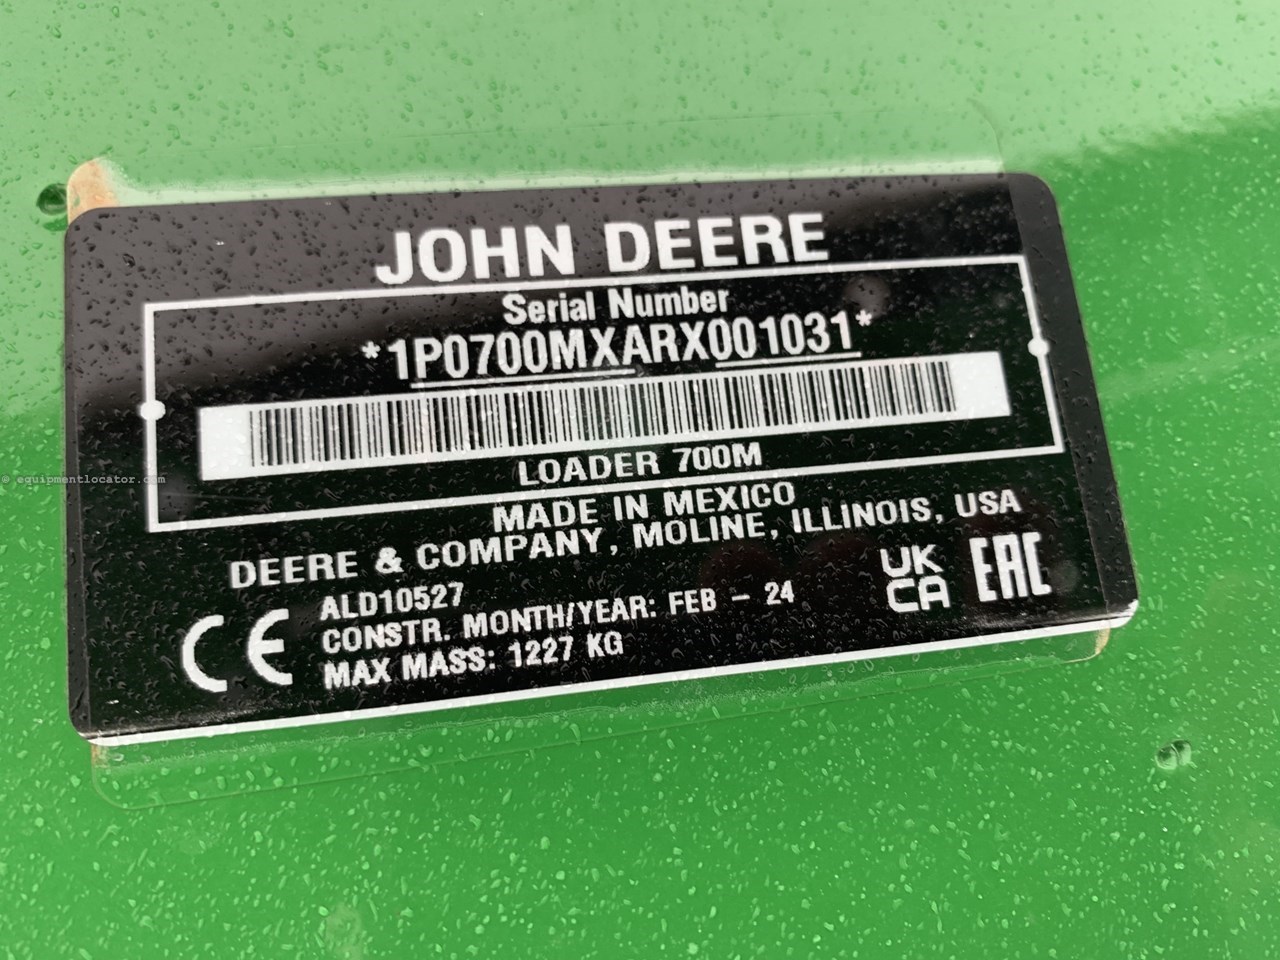 JOHN DEERE
Serial Number
*1P0700MXARX001031*
LOADER 700M
MADE IN MEXICO
DEERE & COMPANY, MOLINE, ILLINOIS, USA
ALD10527
CONSTR. MONTH/YEAR: FEB - 24
MAX MASS: 1227 KG
CE
UK
CA
EAC
© equipmentlocator.com